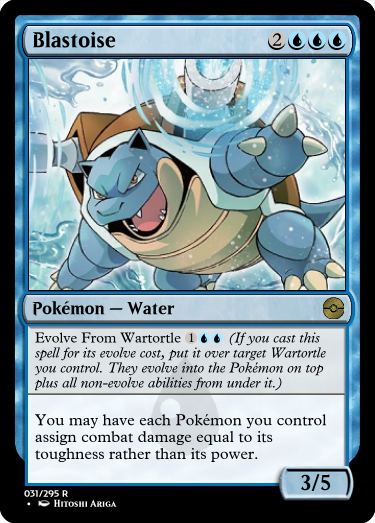 Blastoise 2
Pokémon — Water
Evolve From Wartortle 1 (If you cast this
spell for its evolve cost, put it over target Wartortle
you control. They evolve into the Pokémon on top
plus all non-evolve abilities from under it.)
You may have each Pokémon you control
assign combat damage equal to its
toughness rather than its power.
3/5
031/295 R
• Hitoshi Ariga